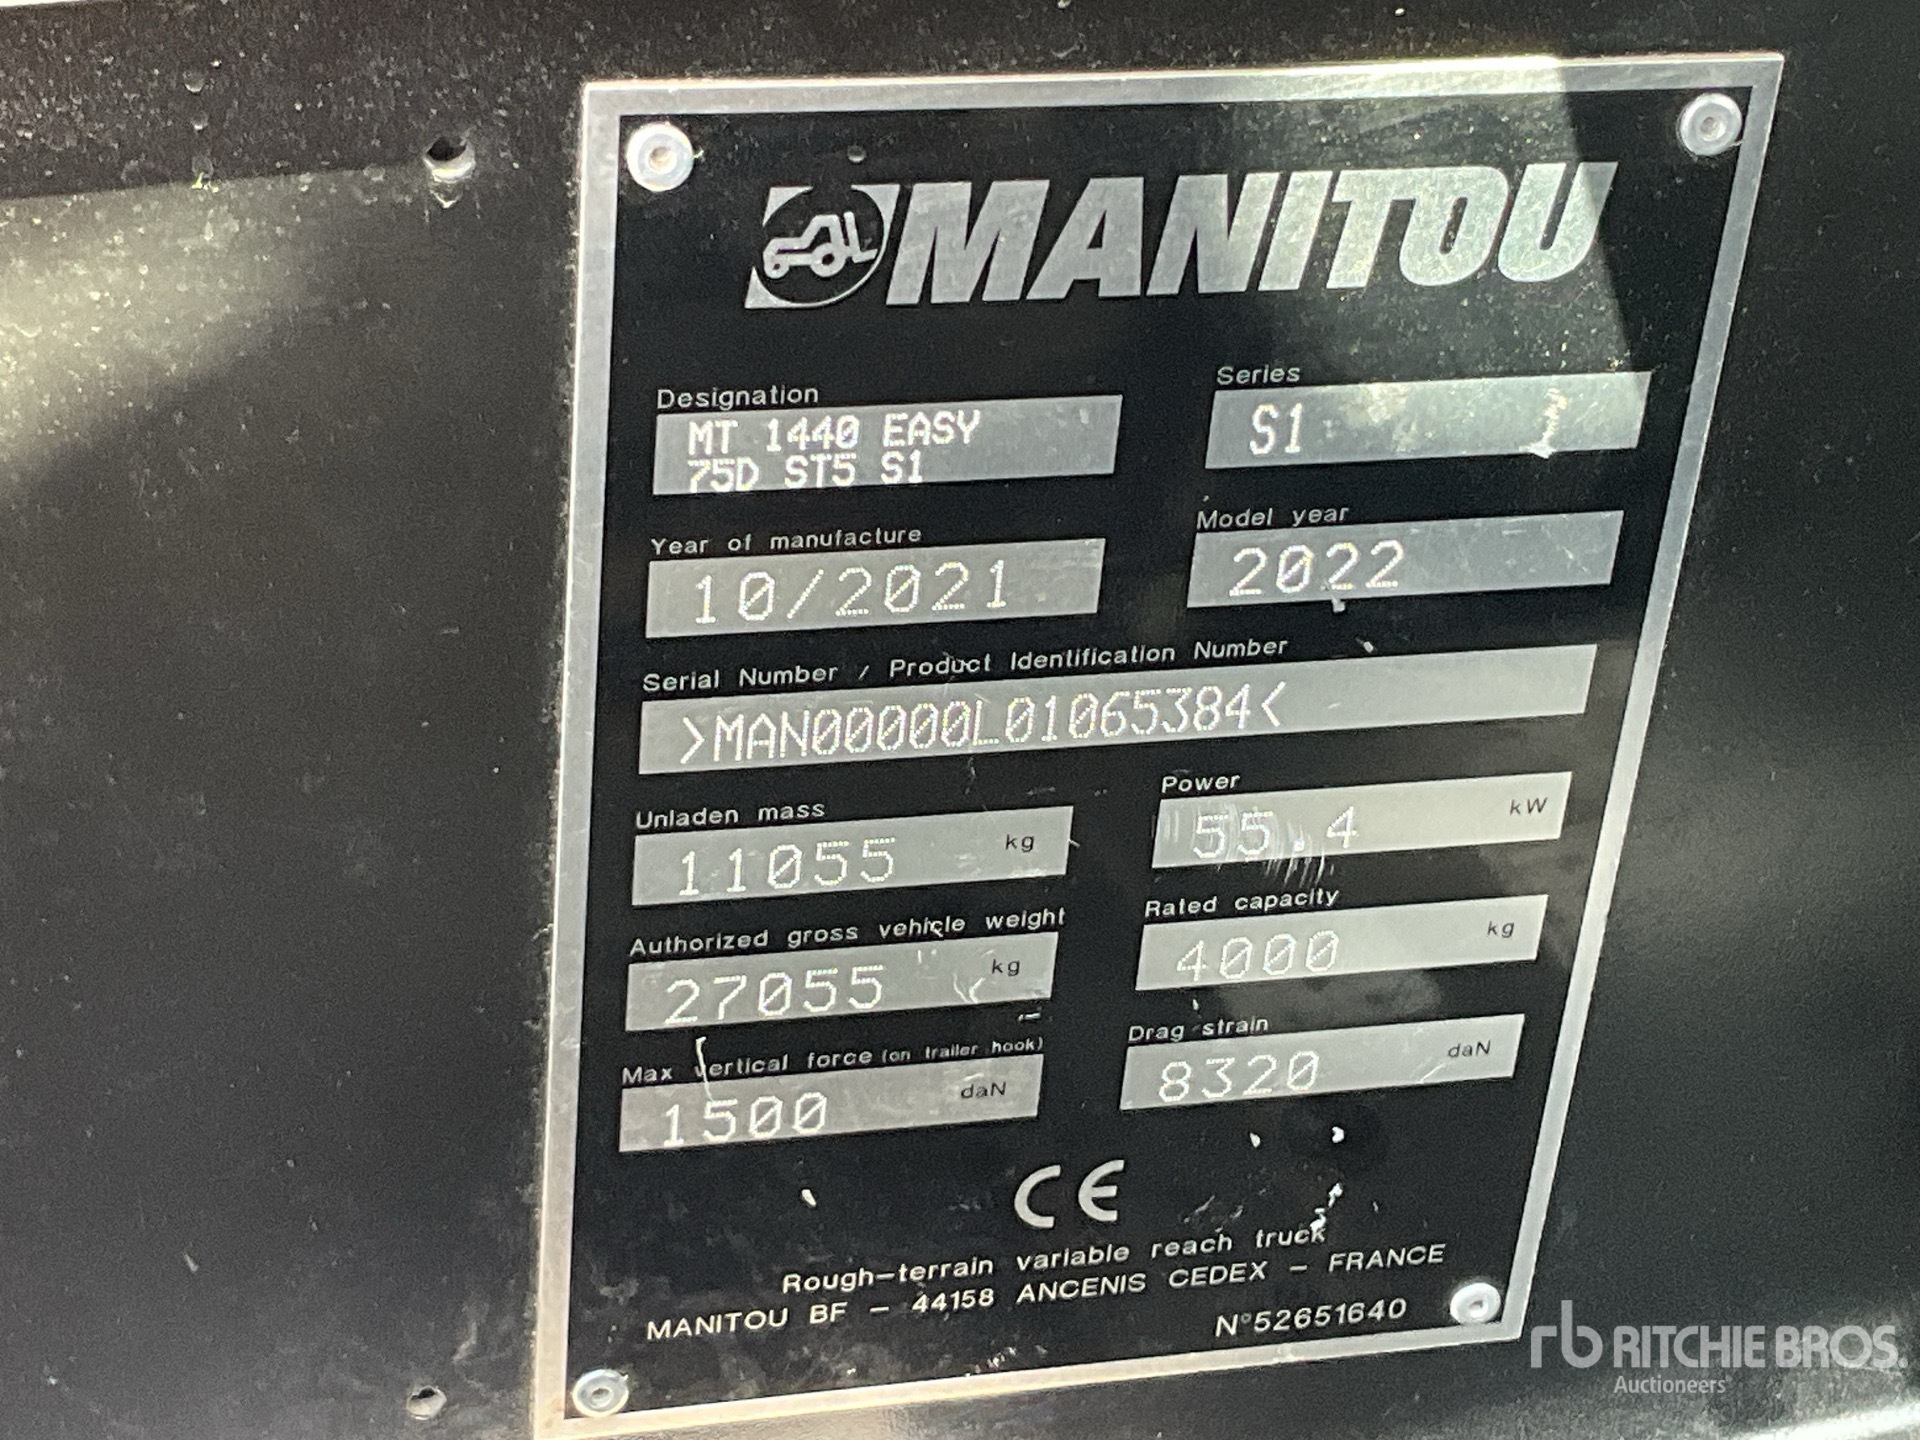 MANITOU
Designation
MT 1440 EASY
75D ST5 S1
Series
S1
Year of manufacture
10/2021
Model year
2022
Serial Number / Product Identification Number
>MAN00000L01065384<
Unladen mass
11055 kg
Power
55.4 kW
Authorized gross vehicle weight
27055 kg
Rated capacity
4000 kg
Max vertical force (on trailer hook)
1500 daN
Drag strain
8320 daN
CE
Rough-terrain variable reach truck
MANITOU BF - 44158 ANCENIS CEDEX - FRANCE
N°52651640
rb RITCHIE BROS.
Auctioneers